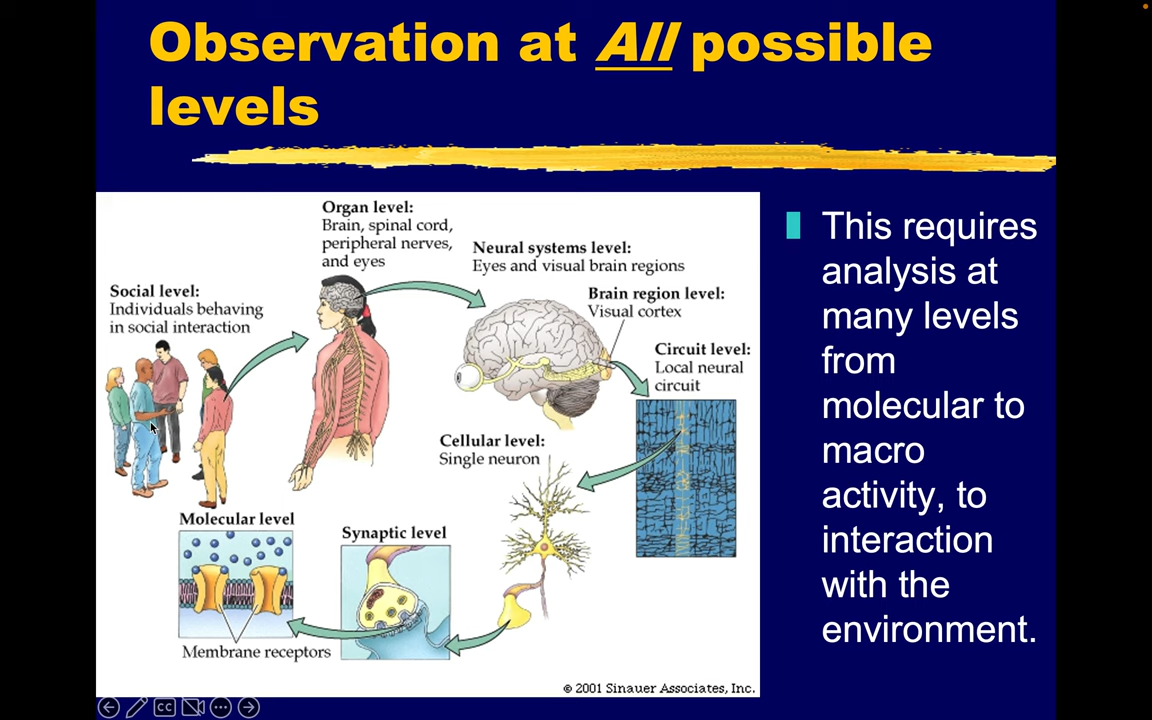 Observation at All possible
levels
Organ level:
Brain, spinal cord,
peripheral nerves,
and eyes
Neural systems level:
Eyes and visual brain regions
Social level:
Individuals behaving
in social interaction
Brain region level:
Visual cortex
Circuit level:
Local neural
circuit
Cellular level:
Single neuron
Molecular level
Synaptic level
Membrane receptors
© 2001 Sinauer Associates, Inc.
This requires
analysis at
many levels
from
molecular to
macro
activity, to
interaction
with the
environment.
CC